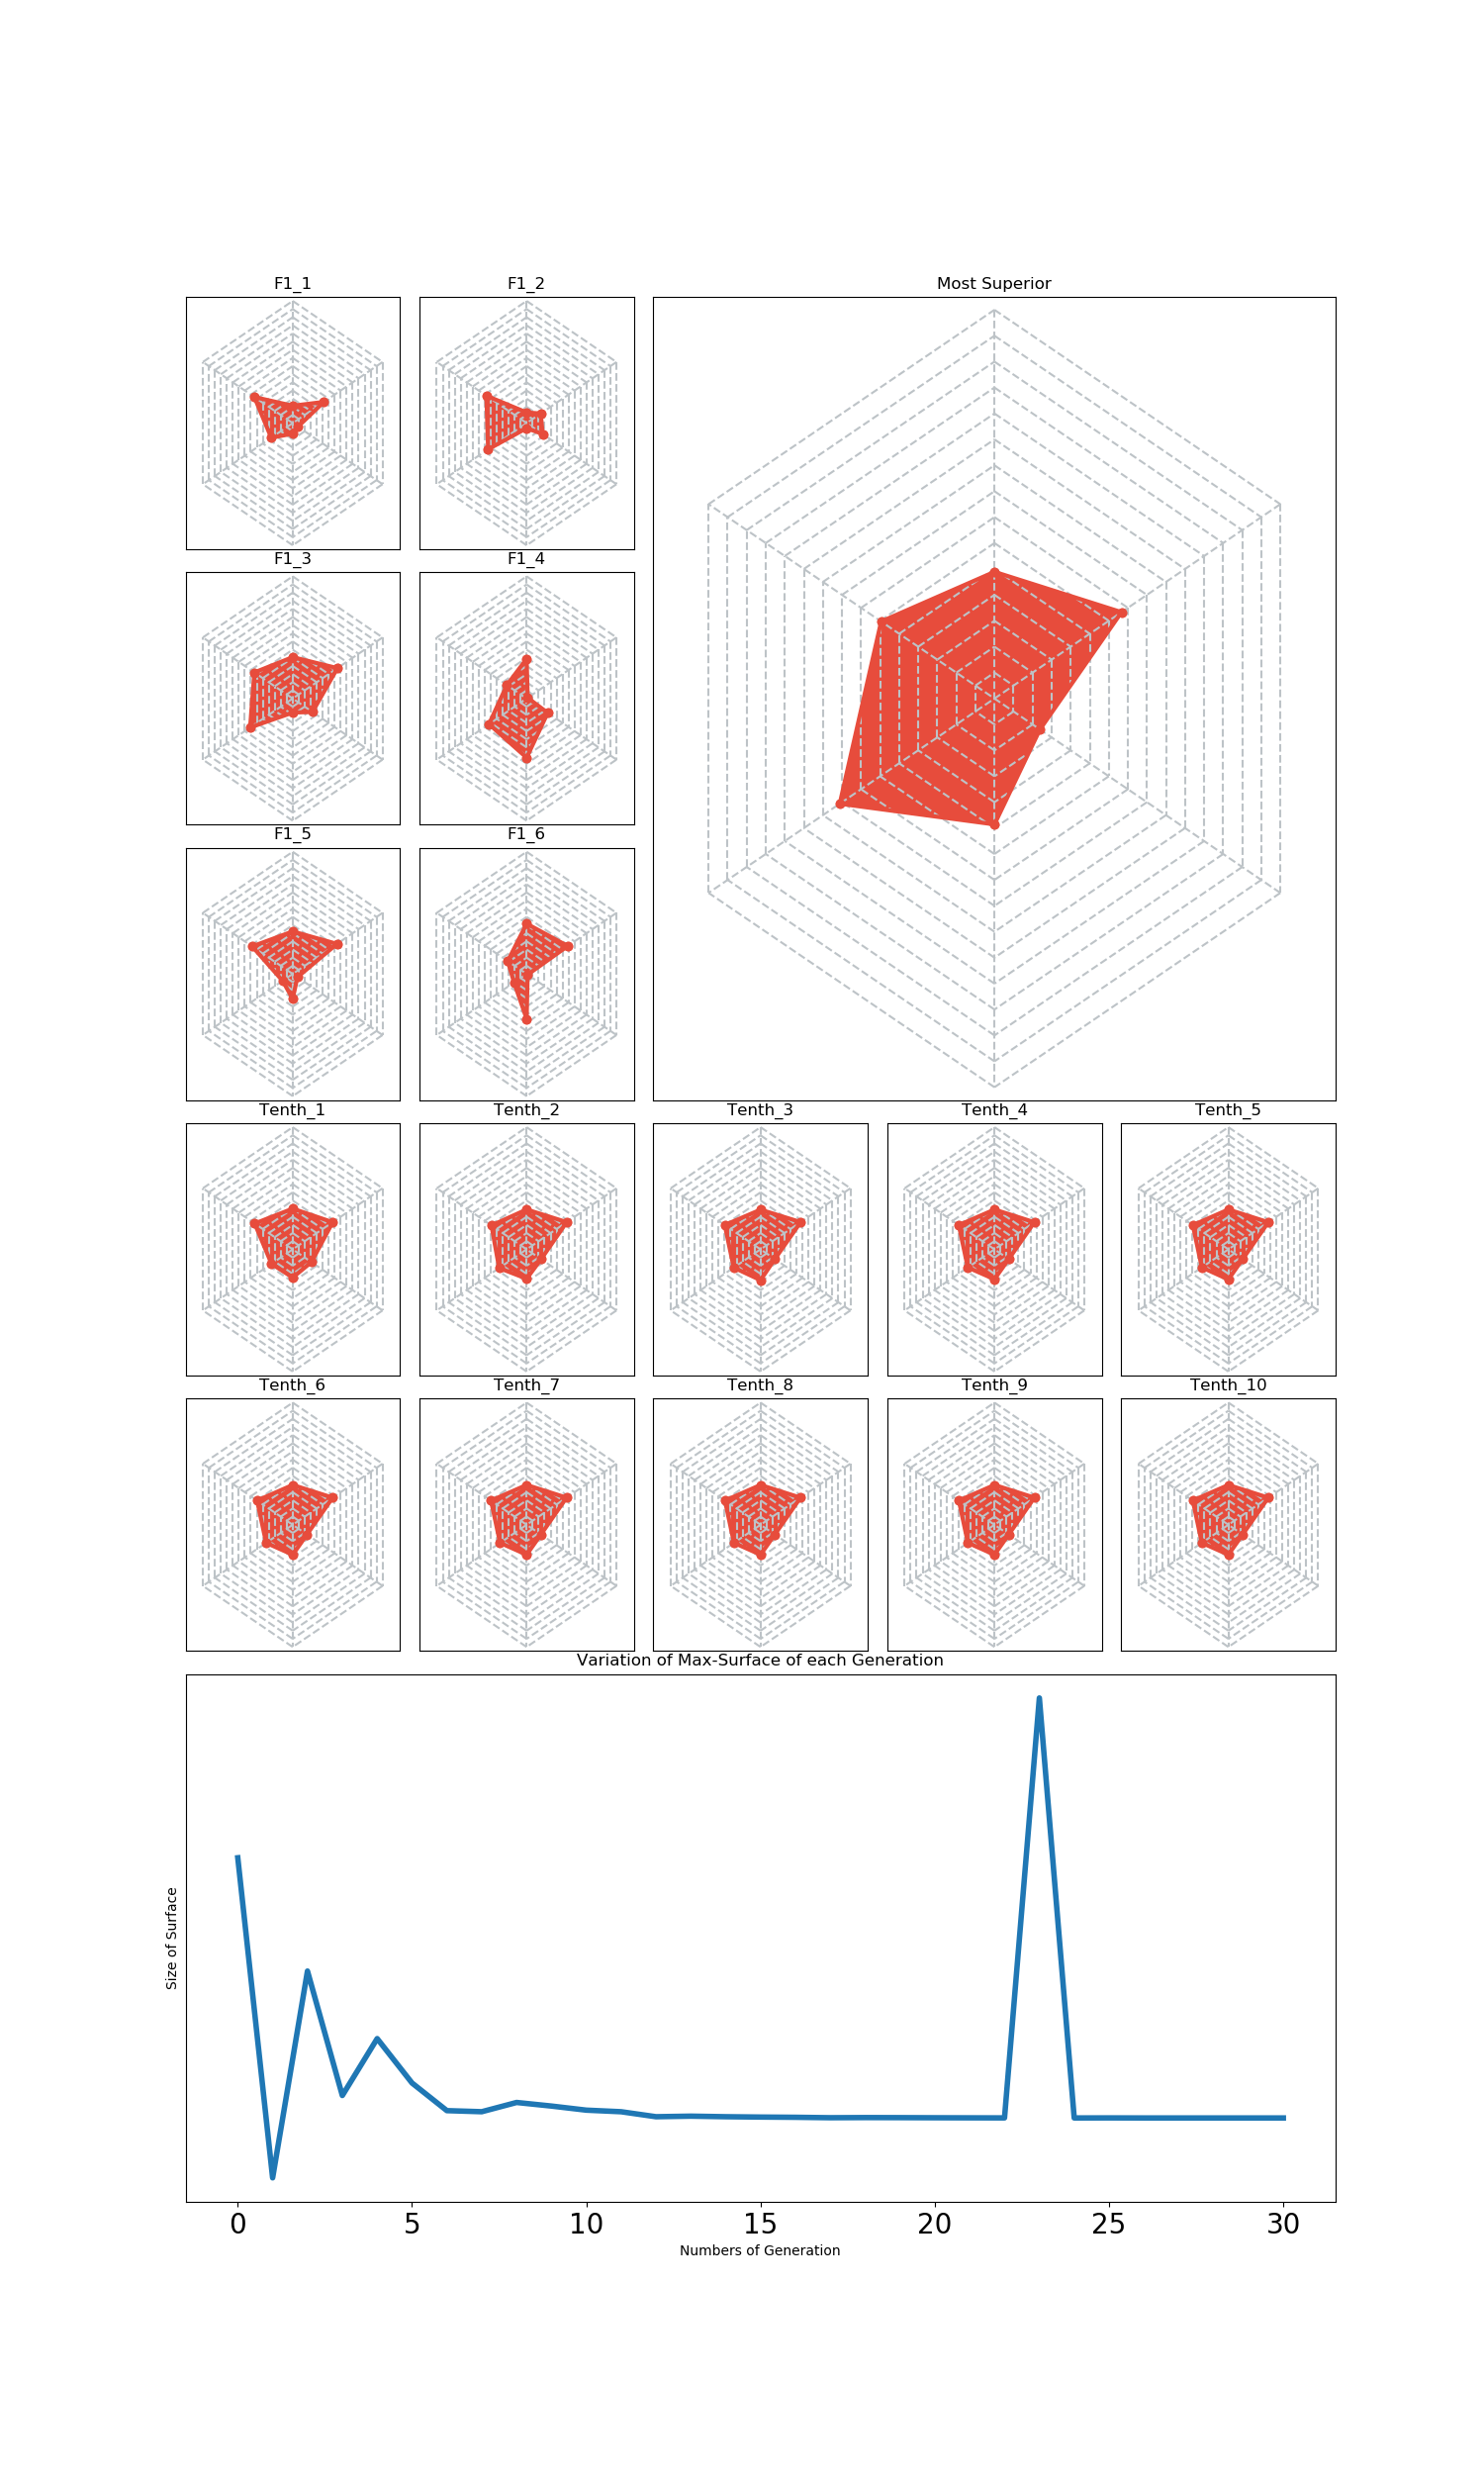 F1_1
F1_2
Most Superior
F1_3
F1_4
F1_5
F1_6
Tenth_1
Tenth_2
Tenth_3
Tenth_4
Tenth_5
Tenth_6
Tenth_7
Tenth_8
Tenth_9
Tenth_10
Variation of Max-Surface of each Generation
Size of Surface
0 5 10 15 20 25 30
Numbers of Generation